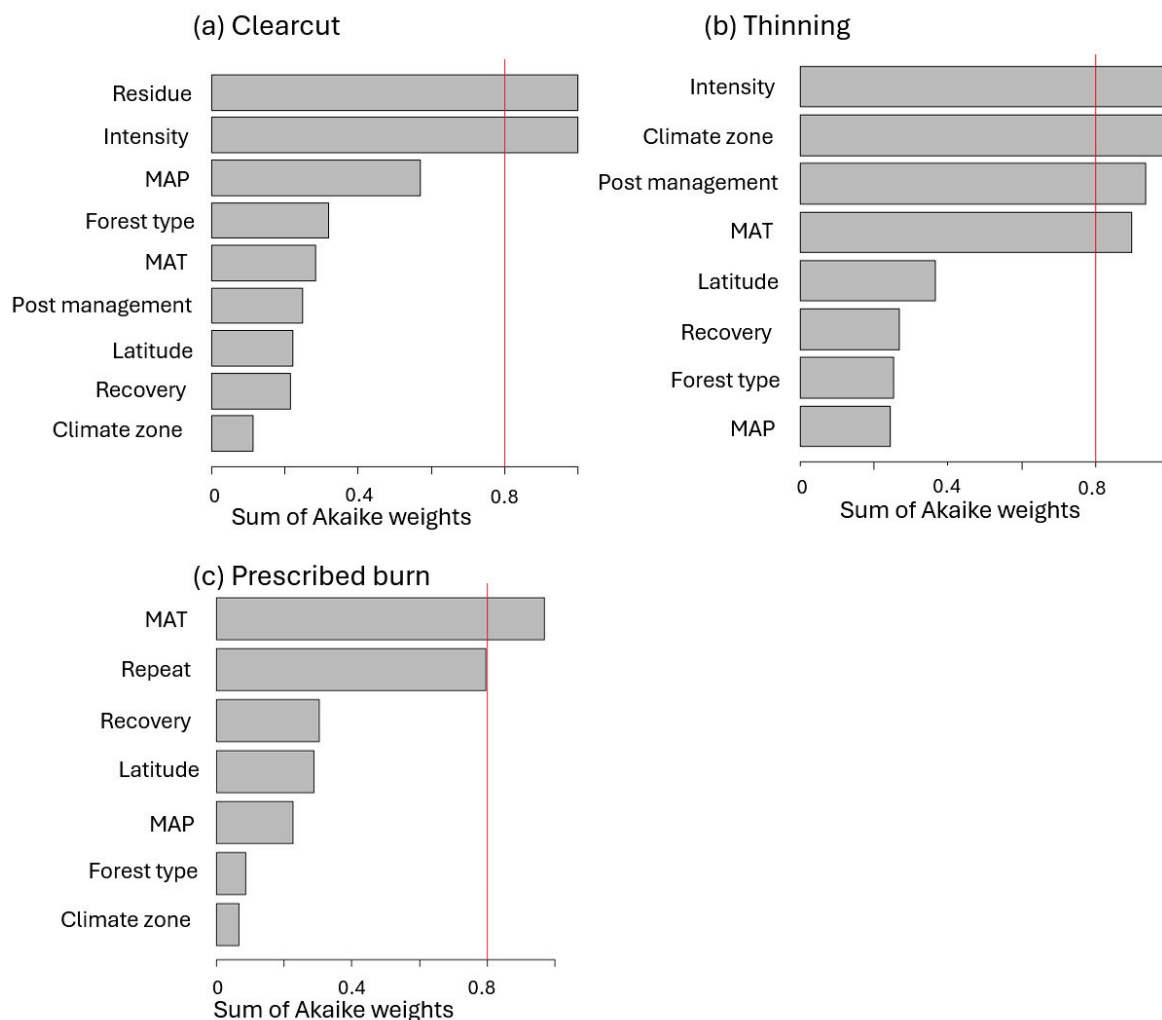 (a) Clearcut
Residue
Intensity
MAP
Forest type
MAT
Post management
Latitude
Recovery
Climate zone
0 0.4 0.8
Sum of Akaike weights
(b) Thinning
Intensity
Climate zone
Post management
MAT
Latitude
Recovery
Forest type
MAP
0 0.4 0.8
Sum of Akaike weights
(c) Prescribed burn
MAT
Repeat
Recovery
Latitude
MAP
Forest type
Climate zone
0 0.4 0.8
Sum of Akaike weights